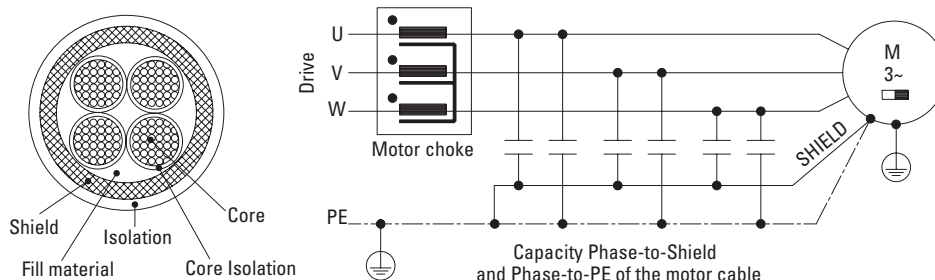 Shield
Isolation
Core
Fill material
Core Isolation
Drive
U
V
W
Motor choke
M
3~
SHIELD
PE
Capacity Phase-to-Shield
and Phase-to-PE of the motor cable